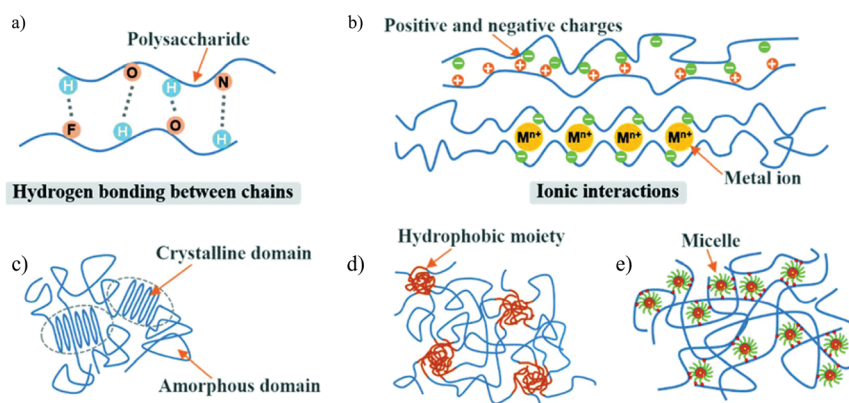 a)
Polysaccharide
H
O
H
N
F
H
O
H
Hydrogen bonding between chains
b)
Positive and negative charges
− − − − − −
+ + + + + + +
− − − −
Mn+ Mn+ Mn+ Mn+
− − − −
Metal ion
Ionic interactions
c)
Crystalline domain
Amorphous domain
d)
Hydrophobic moiety
e)
Micelle